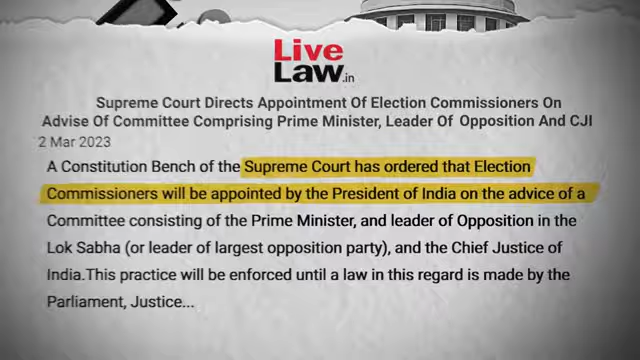 Live
Law.in
Supreme Court Directs Appointment Of Election Commissioners On
Advise Of Committee Comprising Prime Minister, Leader Of Opposition And CJI
2 Mar 2023
A Constitution Bench of the Supreme Court has ordered that Election
Commissioners will be appointed by the President of India on the advice of a
Committee consisting of the Prime Minister, and leader of Opposition in the
Lok Sabha (or leader of largest opposition party), and the Chief Justice of
India.This practice will be enforced until a law in this regard is made by the
Parliament, Justice...